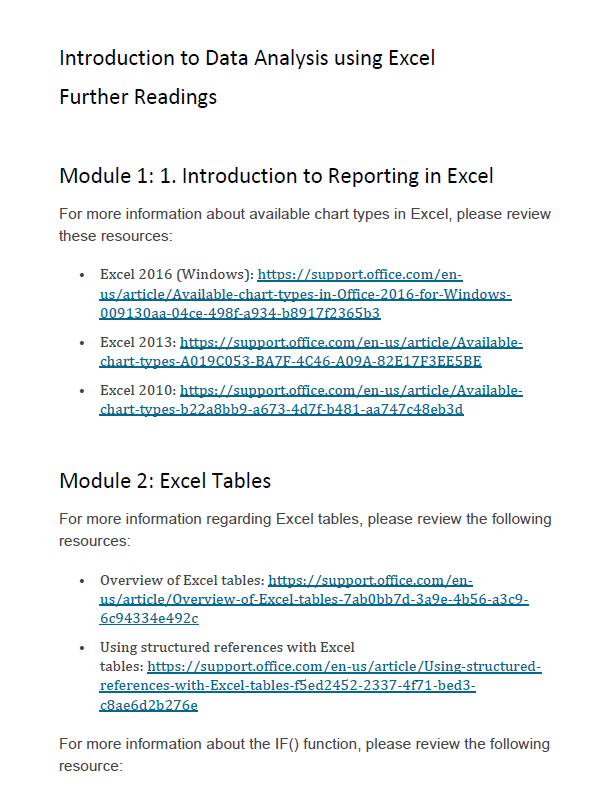 Introduction to Data Analysis using Excel
Further Readings
Module 1: 1. Introduction to Reporting in Excel
For more information about available chart types in Excel, please review
these resources:
• Excel 2016 (Windows): https://support.office.com/en-
us/article/Available-chart-types-in-Office-2016-for-Windows-
009130aa-04ce-498f-a934-b8917f2365b3
• Excel 2013: https://support.office.com/en-us/article/Available-
chart-types-A019C053-BA7F-4C46-A09A-82E17F3EE5BE
• Excel 2010: https://support.office.com/en-us/article/Available-
chart-types-b22a8bb9-a673-4d7f-b481-aa747c48eb3d
Module 2: Excel Tables
For more information regarding Excel tables, please review the following
resources:
• Overview of Excel tables: https://support.office.com/en-
us/article/Overview-of-Excel-tables-7ab0bb7d-3a9e-4b56-a3c9-
6c94334e492c
• Using structured references with Excel
tables: https://support.office.com/en-us/article/Using-structured-
references-with-Excel-tables-f5ed2452-2337-4f71-bed3-
c8ae6d2b276e
For more information about the IF() function, please review the following
resource: